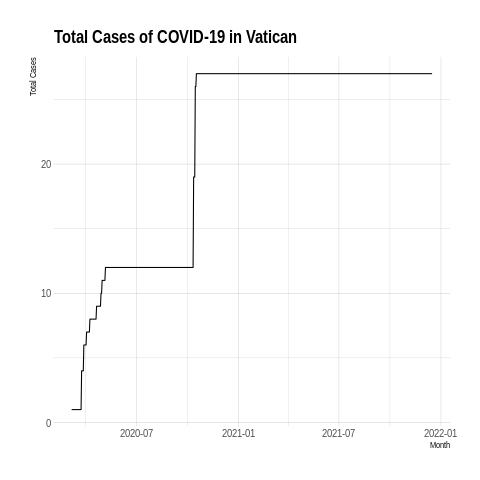 Total Cases of COVID-19 in Vatican
Total Cases
20
10
0
2020-07 2021-01 2021-07 2022-01
Month